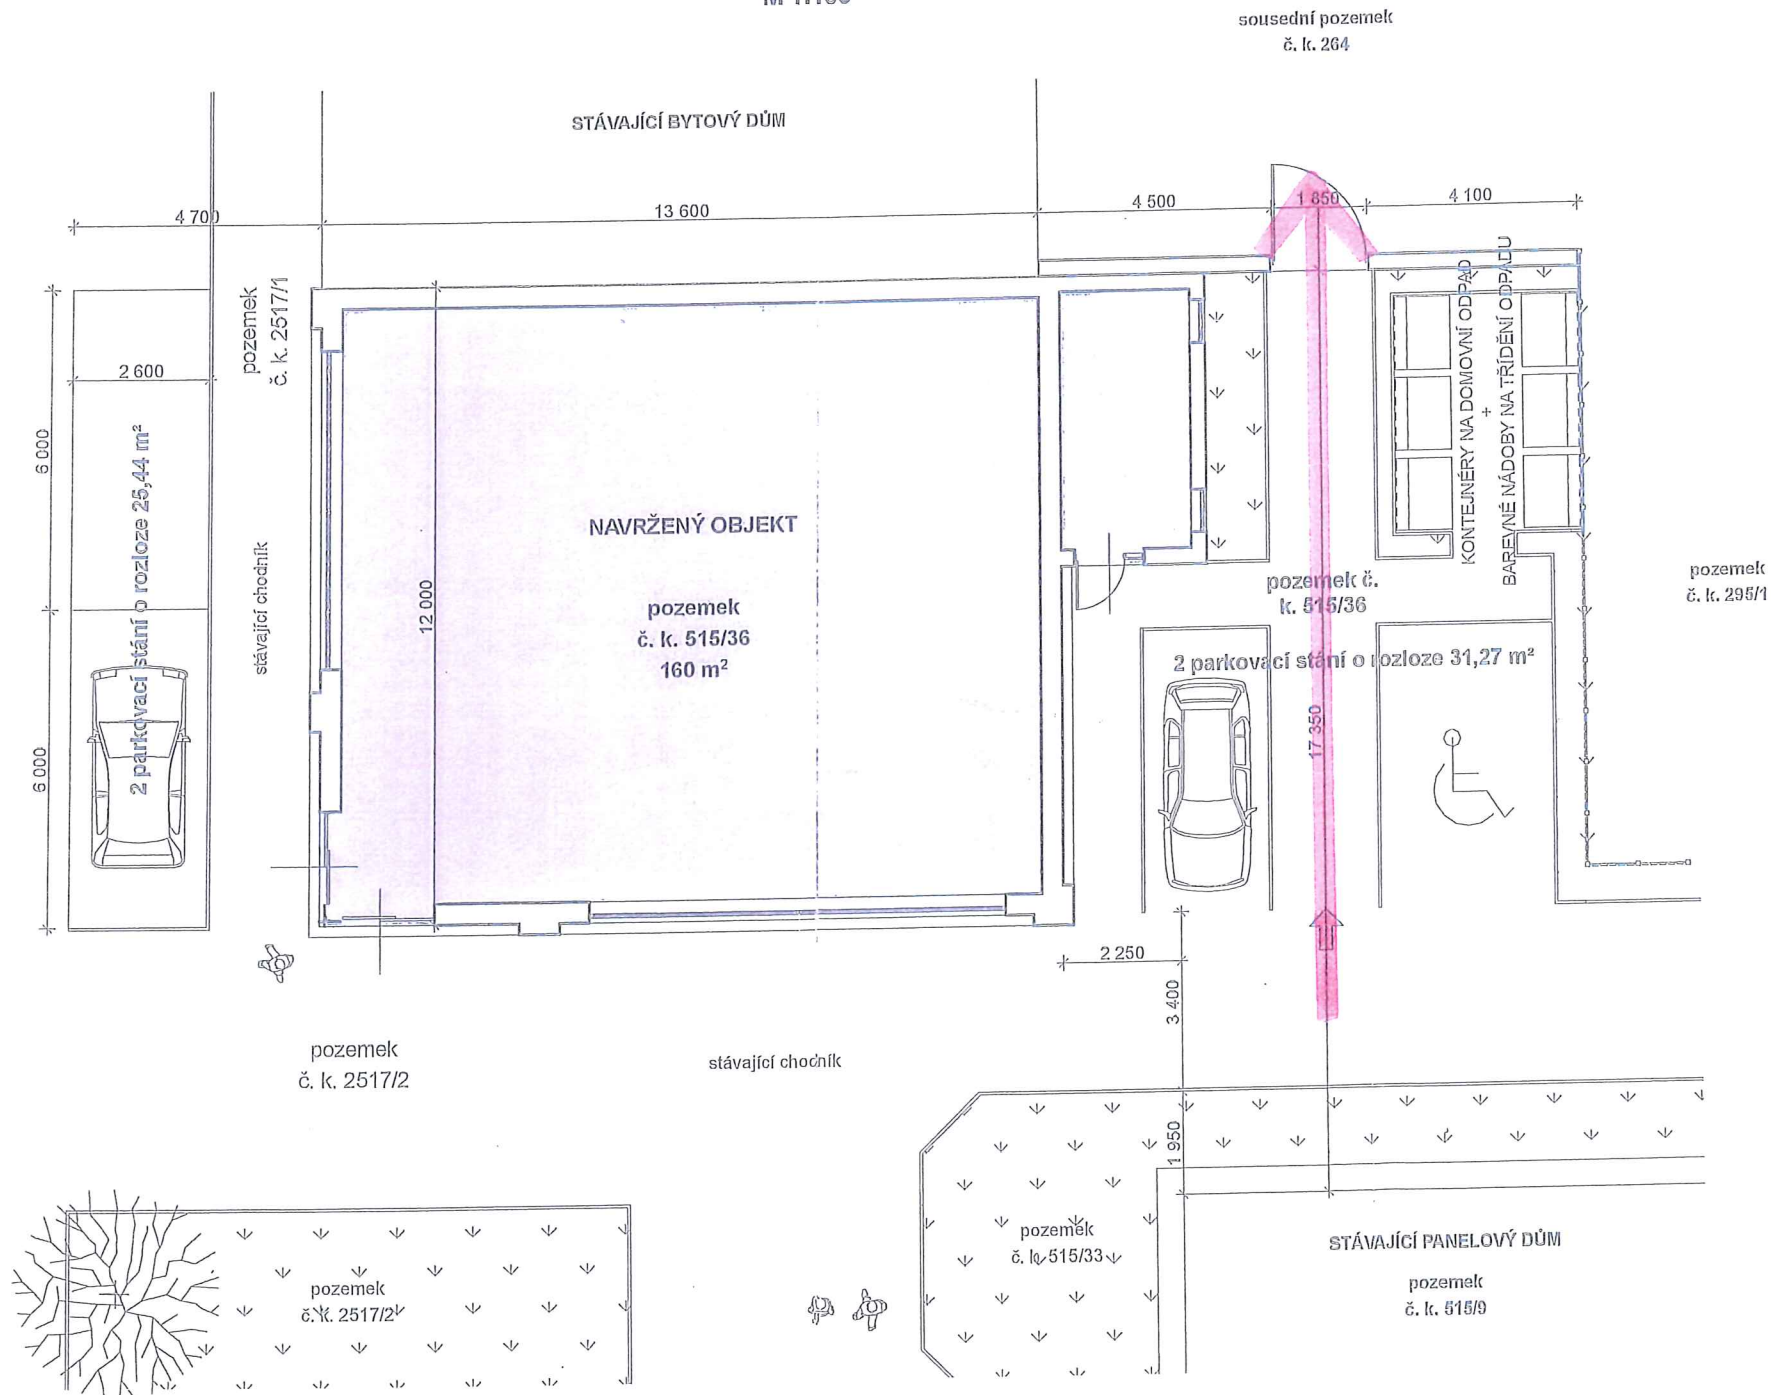 sousední pozemek
č. k. 264
STÁVAJÍCÍ BYTOVÝ DŮM
4 700
13 600
4 500
1 850
4 100
pozemek
č. k. 2517/1
2 600
6 000
6 000
2 parkovací stání o rozloze 25,44 m²
stávající chodník
12 000
NAVRŽENÝ OBJEKT
pozemek
č. k. 515/36
160 m²
KONTEJNÉRY NA DOMOVNÍ ODPAD
+
BAREVNÉ NÁDOBY NA TŘÍDĚNÍ ODPADU
pozemek č.
k. 515/36
2 parkovací stání o rozloze 31,27 m²
17 350
pozemek
č. k. 295/1
2 250
3 400
1 950
pozemek
č. k. 2517/2
stávající chodník
pozemek
č. k. 2517/2
pozemek
č. k. 515/33
STÁVAJÍCÍ PANELOVÝ DŮM
pozemek
č. k. 515/9